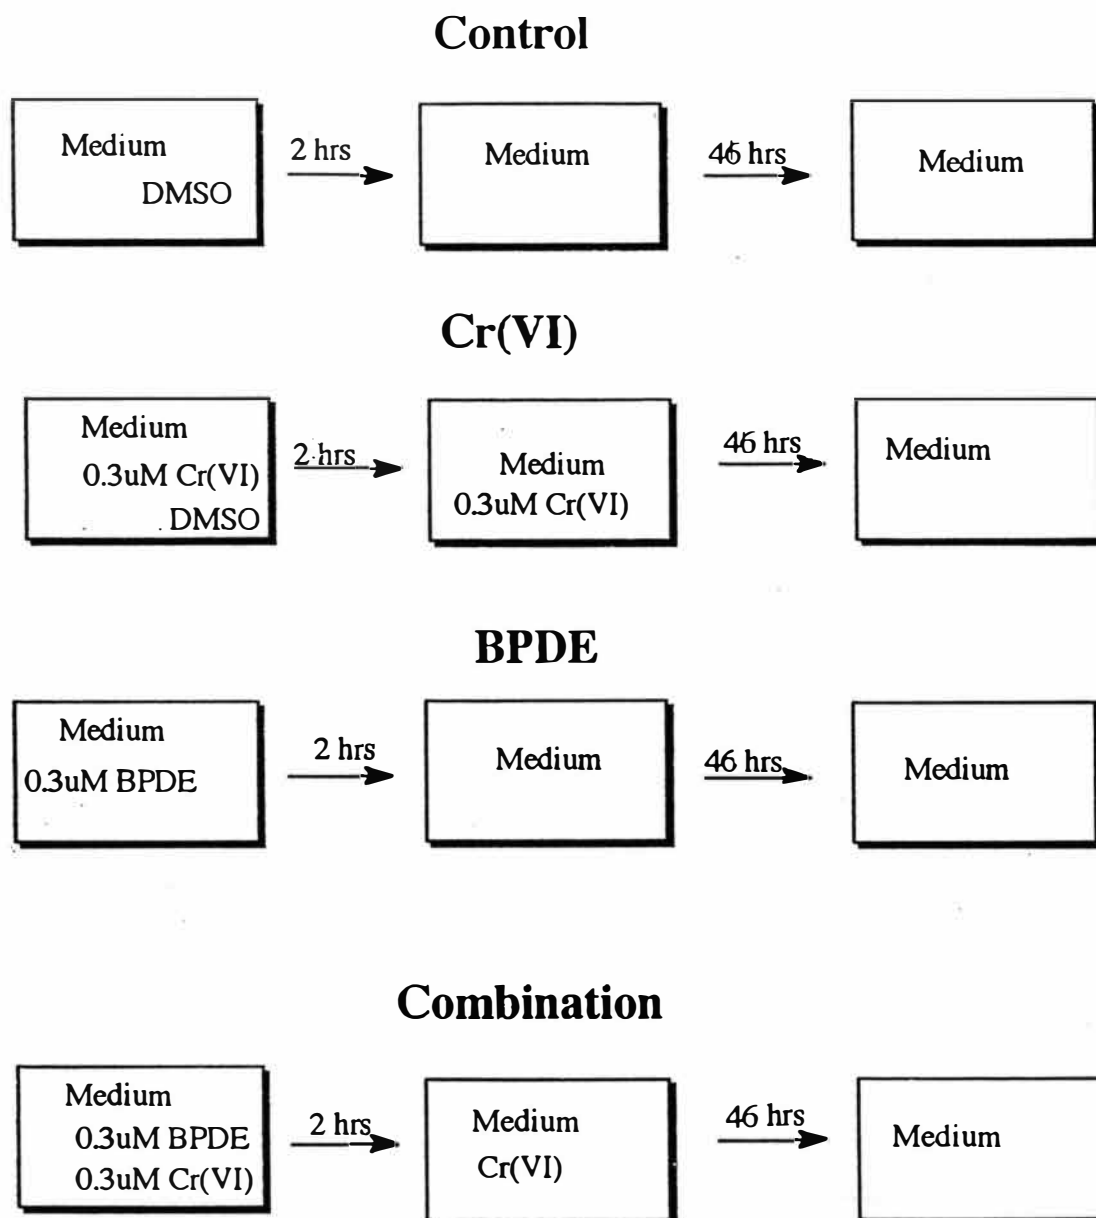 Control
Medium
DMSO
2 hrs
Medium
46 hrs
Medium
Cr(VI)
Medium
0.3uM Cr(VI)
DMSO
2 hrs
Medium
0.3uM Cr(VI)
46 hrs
Medium
BPDE
Medium
0.3uM BPDE
2 hrs
Medium
46 hrs
Medium
Combination
Medium
0.3uM BPDE
0.3uM Cr(VI)
2 hrs
Medium
Cr(VI)
46 hrs
Medium